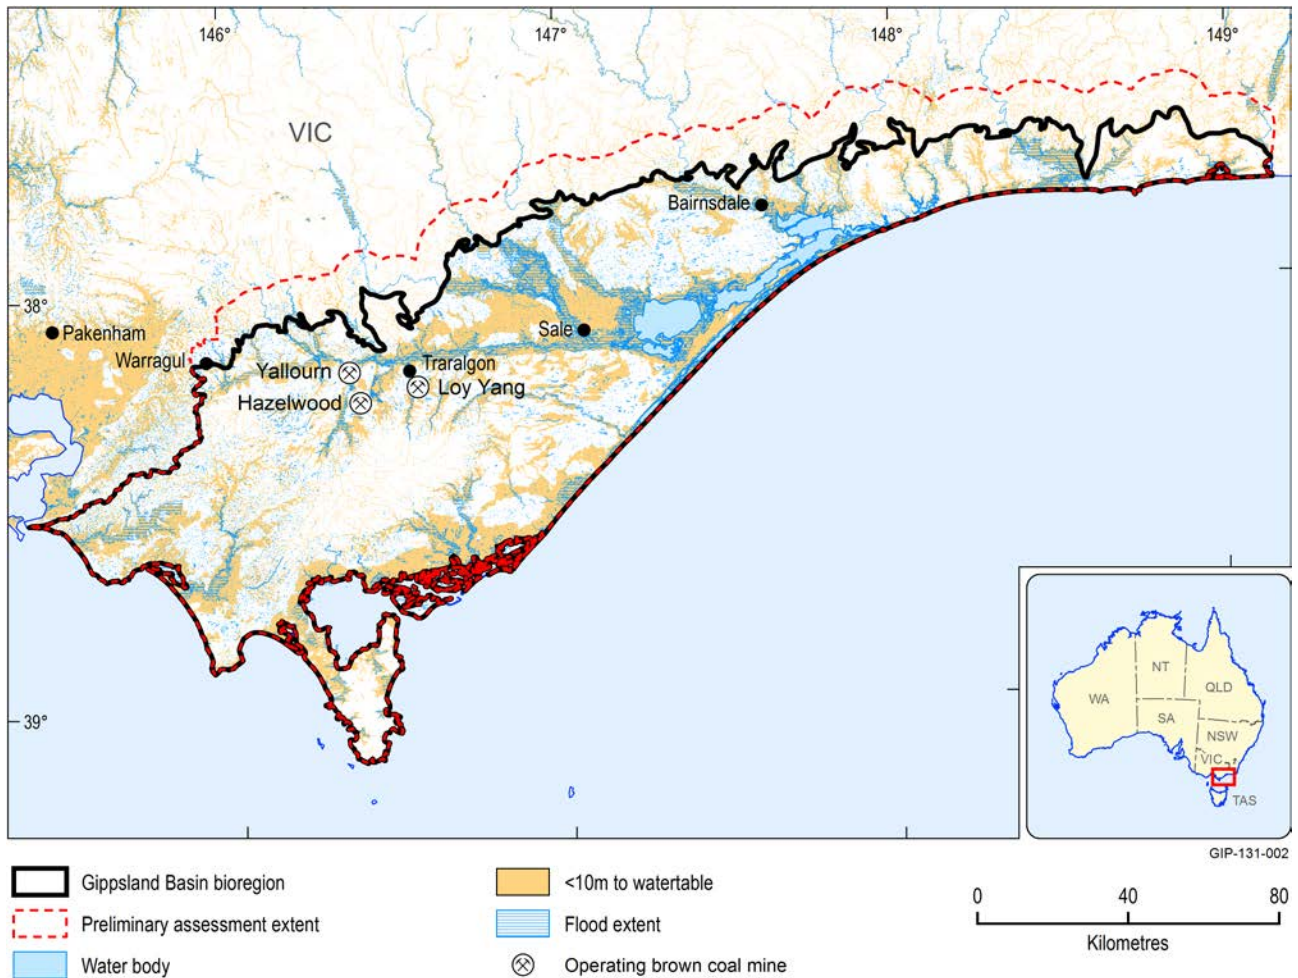 146°
147°
148°
149°
VIC
Bairnsdale
38°
Pakenham
Sale
Warragul
Yallourn
Traralgon
Loy Yang
Hazelwood
39°
NT
QLD
WA
SA
NSW
VIC
TAS
GIP-131-002
Gippsland Basin bioregion
<10m to watertable
0 40 80
Preliminary assessment extent
Flood extent
Kilometres
Water body
Operating brown coal mine